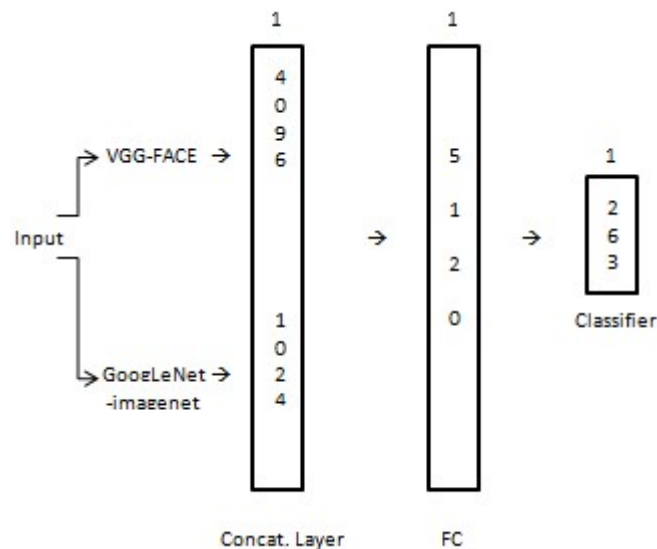 1
4
0
9
6
1
0
2
4
Concat. Layer
1
5
1
2
0
FC
1
2
6
3
Classifier
Input
VGG-FACE →
GoogLeNet →
-imagenet
→
→